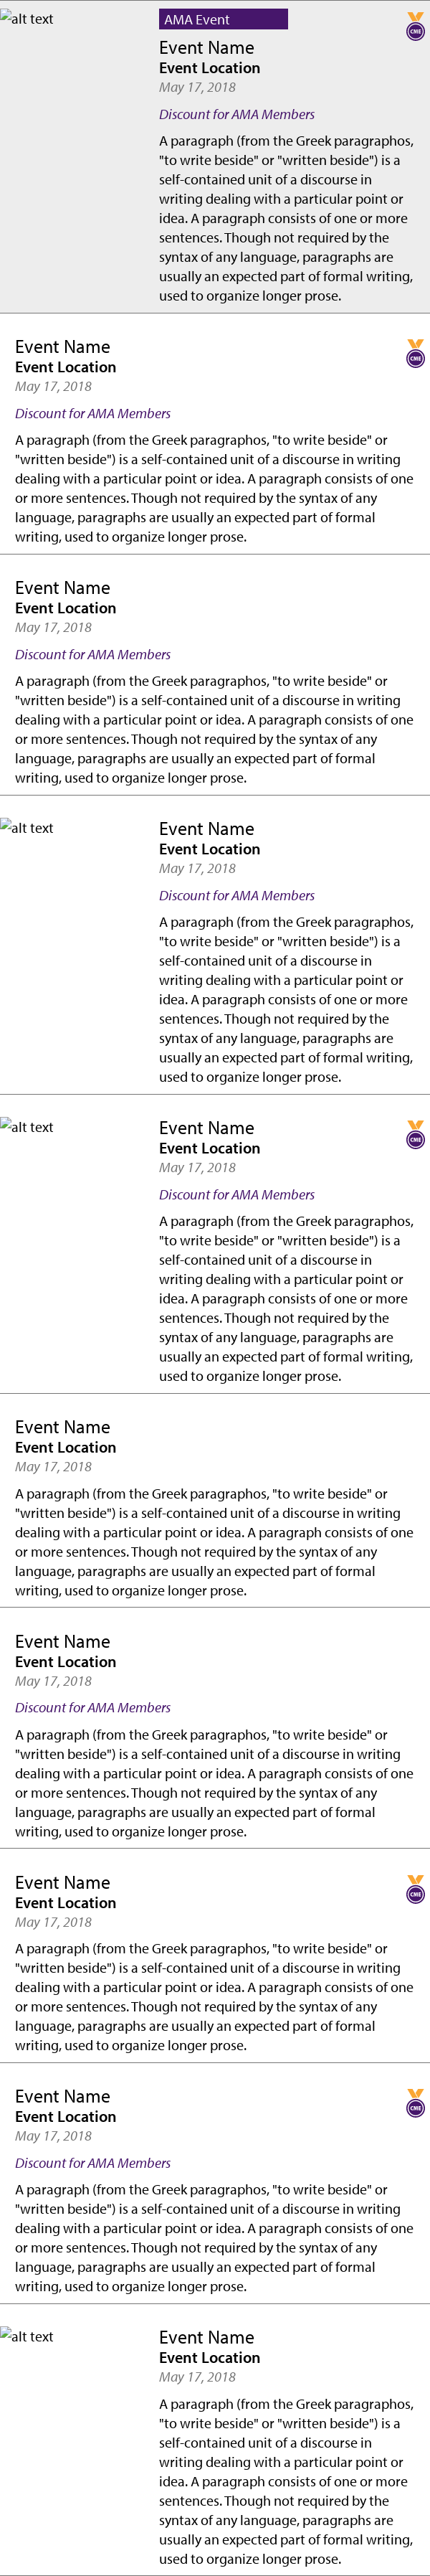 alt text
AMA Event
CME
Event Name
Event Location
May 17, 2018
Discount for AMA Members
A paragraph (from the Greek paragraphos,
"to write beside" or "written beside") is a
self-contained unit of a discourse in
writing dealing with a particular point or
idea. A paragraph consists of one or more
sentences. Though not required by the
syntax of any language, paragraphs are
usually an expected part of formal writing,
used to organize longer prose.
Event Name
CME
Event Location
May 17, 2018
Discount for AMA Members
A paragraph (from the Greek paragraphos, "to write beside" or
"written beside") is a self-contained unit of a discourse in writing
dealing with a particular point or idea. A paragraph consists of one
or more sentences. Though not required by the syntax of any
language, paragraphs are usually an expected part of formal
writing, used to organize longer prose.
Event Name
Event Location
May 17, 2018
Discount for AMA Members
A paragraph (from the Greek paragraphos, "to write beside" or
"written beside") is a self-contained unit of a discourse in writing
dealing with a particular point or idea. A paragraph consists of one
or more sentences. Though not required by the syntax of any
language, paragraphs are usually an expected part of formal
writing, used to organize longer prose.
alt text
Event Name
Event Location
May 17, 2018
Discount for AMA Members
A paragraph (from the Greek paragraphos,
"to write beside" or "written beside") is a
self-contained unit of a discourse in
writing dealing with a particular point or
idea. A paragraph consists of one or more
sentences. Though not required by the
syntax of any language, paragraphs are
usually an expected part of formal writing,
used to organize longer prose.
alt text
Event Name
CME
Event Location
May 17, 2018
Discount for AMA Members
A paragraph (from the Greek paragraphos,
"to write beside" or "written beside") is a
self-contained unit of a discourse in
writing dealing with a particular point or
idea. A paragraph consists of one or more
sentences. Though not required by the
syntax of any language, paragraphs are
usually an expected part of formal writing,
used to organize longer prose.
Event Name
Event Location
May 17, 2018
A paragraph (from the Greek paragraphos, "to write beside" or
"written beside") is a self-contained unit of a discourse in writing
dealing with a particular point or idea. A paragraph consists of one
or more sentences. Though not required by the syntax of any
language, paragraphs are usually an expected part of formal
writing, used to organize longer prose.
Event Name
Event Location
May 17, 2018
Discount for AMA Members
A paragraph (from the Greek paragraphos, "to write beside" or
"written beside") is a self-contained unit of a discourse in writing
dealing with a particular point or idea. A paragraph consists of one
or more sentences. Though not required by the syntax of any
language, paragraphs are usually an expected part of formal
writing, used to organize longer prose.
Event Name
CME
Event Location
May 17, 2018
A paragraph (from the Greek paragraphos, "to write beside" or
"written beside") is a self-contained unit of a discourse in writing
dealing with a particular point or idea. A paragraph consists of one
or more sentences. Though not required by the syntax of any
language, paragraphs are usually an expected part of formal
writing, used to organize longer prose.
Event Name
CME
Event Location
May 17, 2018
Discount for AMA Members
A paragraph (from the Greek paragraphos, "to write beside" or
"written beside") is a self-contained unit of a discourse in writing
dealing with a particular point or idea. A paragraph consists of one
or more sentences. Though not required by the syntax of any
language, paragraphs are usually an expected part of formal
writing, used to organize longer prose.
alt text
Event Name
Event Location
May 17, 2018
A paragraph (from the Greek paragraphos,
"to write beside" or "written beside") is a
self-contained unit of a discourse in
writing dealing with a particular point or
idea. A paragraph consists of one or more
sentences. Though not required by the
syntax of any language, paragraphs are
usually an expected part of formal writing,
used to organize longer prose.